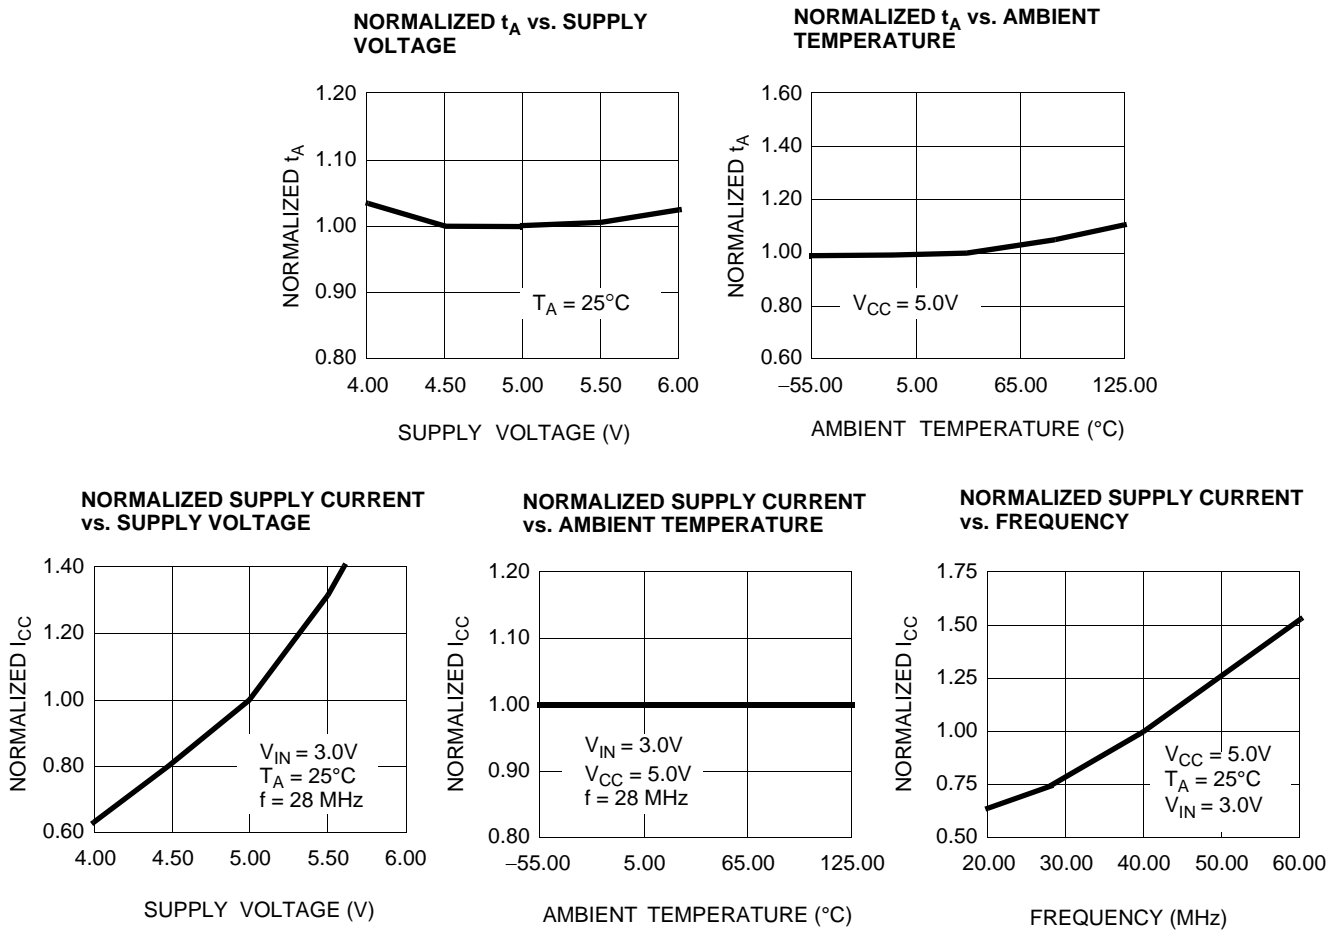 NORMALIZED tA vs. SUPPLY
VOLTAGE
1.20
1.10
1.00
0.90
0.80
NORMALIZED tA
TA = 25°C
4.00 4.50 5.00 5.50 6.00
SUPPLY VOLTAGE (V)
NORMALIZED tA vs. AMBIENT
TEMPERATURE
1.60
1.40
1.20
1.00
0.80
0.60
NORMALIZED tA
VCC = 5.0V
–55.00 5.00 65.00 125.00
AMBIENT TEMPERATURE (°C)
NORMALIZED SUPPLY CURRENT
vs. SUPPLY VOLTAGE
1.40
1.20
1.00
0.80
0.60
NORMALIZED ICC
VIN = 3.0V
TA = 25°C
f = 28 MHz
4.00 4.50 5.00 5.50 6.00
SUPPLY VOLTAGE (V)
NORMALIZED SUPPLY CURRENT
vs. AMBIENT TEMPERATURE
1.20
1.10
1.00
0.90
0.80
NORMALIZED ICC
VIN = 3.0V
VCC = 5.0V
f = 28 MHz
–55.00 5.00 65.00 125.00
AMBIENT TEMPERATURE (°C)
NORMALIZED SUPPLY CURRENT
vs. FREQUENCY
1.75
1.50
1.25
1.00
0.75
0.50
NORMALIZED ICC
VCC = 5.0V
TA = 25°C
VIN = 3.0V
20.00 30.00 40.00 50.00 60.00
FREQUENCY (MHz)